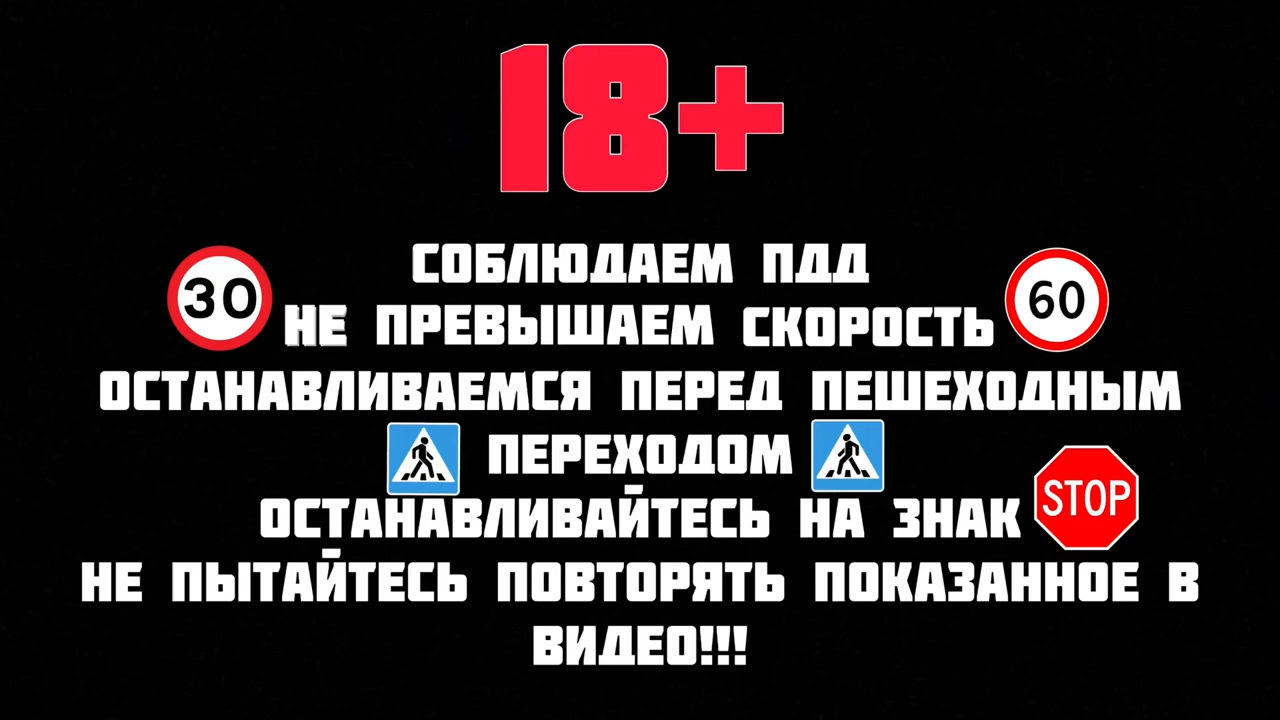 18+
СОБЛЮДАЕМ ПДД
30 НЕ ПРЕВЫШАЕМ СКОРОСТЬ 60
ОСТАНАВЛИВАЕМСЯ ПЕРЕД ПЕШЕХОДНЫМ
ПЕРЕХОДОМ
ОСТАНАВЛИВАЙТЕСЬ НА ЗНАК STOP
НЕ ПЫТАЙТЕСЬ ПОВТОРЯТЬ ПОКАЗАННОЕ В
ВИДЕО!!!